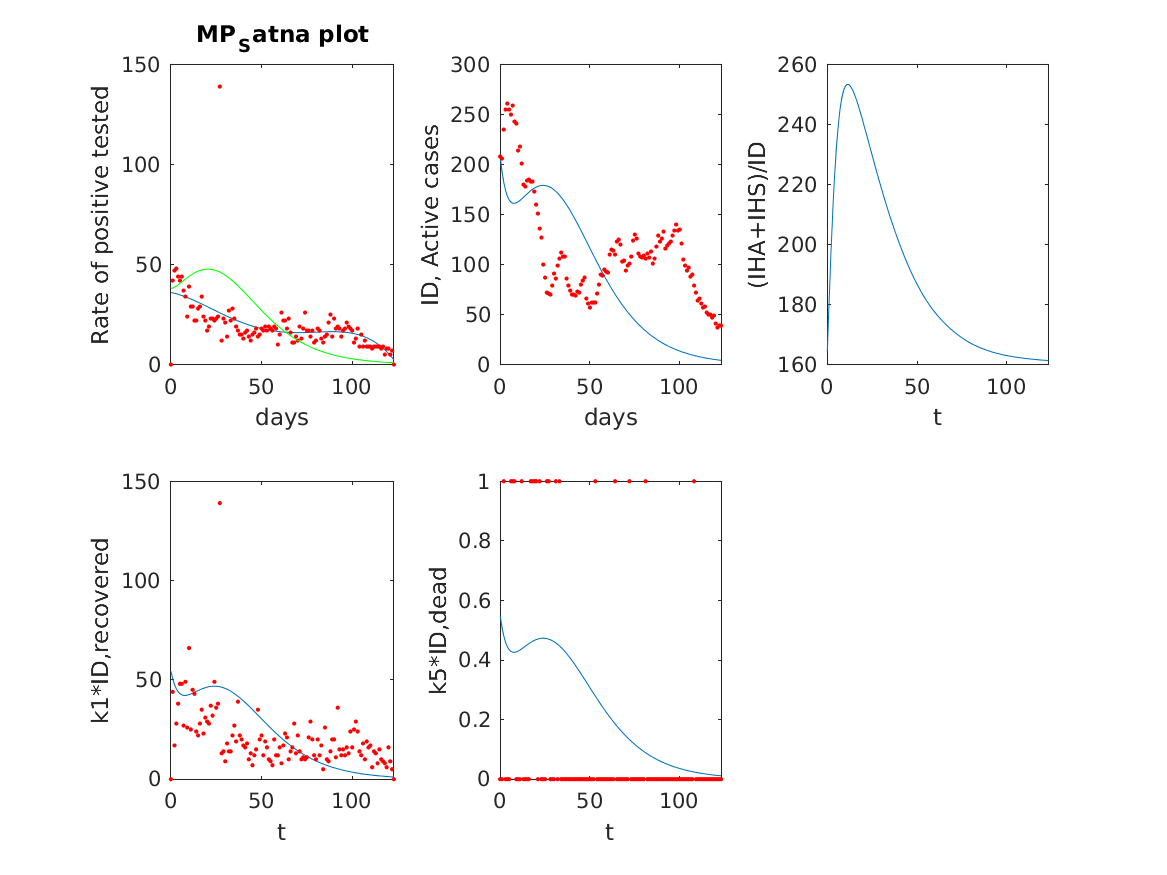 MP_Satna plot
150
100
50
0
Rate of positive tested
0 50 100
days
300
250
200
150
100
50
0
ID, Active cases
0 50 100
days
260
240
220
200
180
160
(IHA+IHS)/ID
0 50 100
t
150
100
50
0
k1*ID,recovered
0 50 100
t
1
0.8
0.6
0.4
0.2
0
k5*ID,dead
0 50 100
t